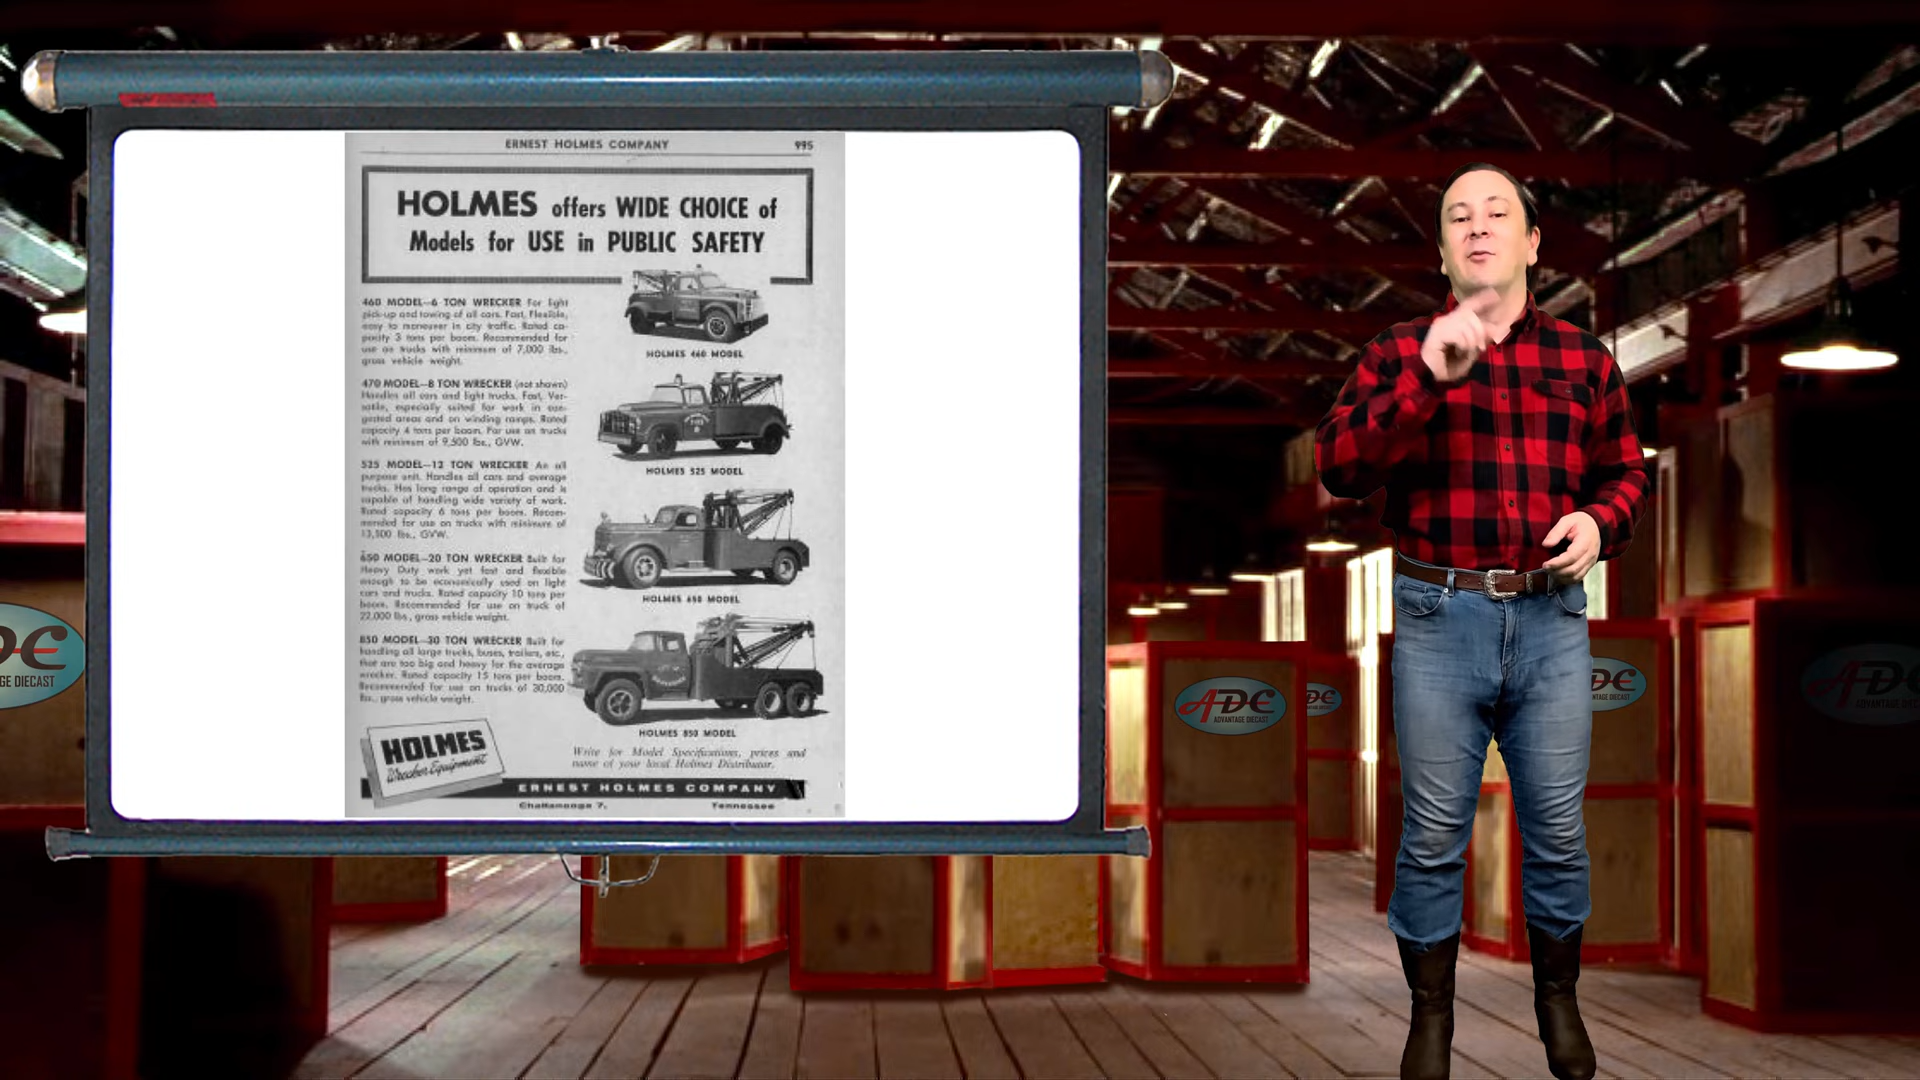 ERNEST HOLMES COMPANY 995
HOLMES offers WIDE CHOICE of
Models for USE in PUBLIC SAFETY
460 MODEL—6 TON WRECKER For light
pick-up and towing of all cars. Fast, Flexible,
easy to maneuver in city traffic. Rated ca-
pacity 3 tons per boom. Recommended for
use on trucks with minimum of 7,000 lbs.,
gross vehicle weight.
HOLMES 460 MODEL
470 MODEL—8 TON WRECKER (not shown)
Handles all cars and light trucks. Fast, Ver-
satile, especially suited for work in con-
gested areas and on winding ramps. Rated
capacity 4 tons per boom. For use on trucks
with minimum of 9,500 lbs., GVW.
HOLMES 525 MODEL
525 MODEL—12 TON WRECKER An all
purpose unit. Handles all cars and average
trucks. Has long range of operation and is
capable of handling wide variety of work.
Rated capacity 6 tons per boom. Recom-
mended for use on trucks with minimum of
13,500 lbs., GVW.
650 MODEL—20 TON WRECKER Built for
Heavy Duty work yet fast and flexible
enough to be economically used on light
cars and trucks. Rated capacity 10 tons per
boom. Recommended for use on truck of
22,000 lbs., gross vehicle weight.
HOLMES 650 MODEL
850 MODEL—30 TON WRECKER Built for
handling all large trucks, buses, trailers, etc.,
that are too big and heavy for the average
wrecker. Rated capacity 15 tons per boom.
Recommended for use on trucks of 30,000
lbs., gross vehicle weight.
HOLMES 850 MODEL
Write for Model Specifications, prices and
name of your local Holmes Distributor.
HOLMES
Wrecker Equipment
ERNEST HOLMES COMPANY
Chattanooga 7, Tennessee
ADC
ADVANTAGE DIECAST